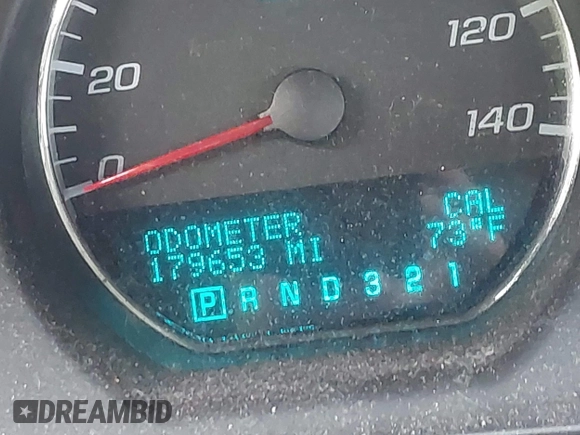 120
20
140
0
CAL
ODOMETER 73°F
179653 MI
P R N D 3 2 1
DREAMBID